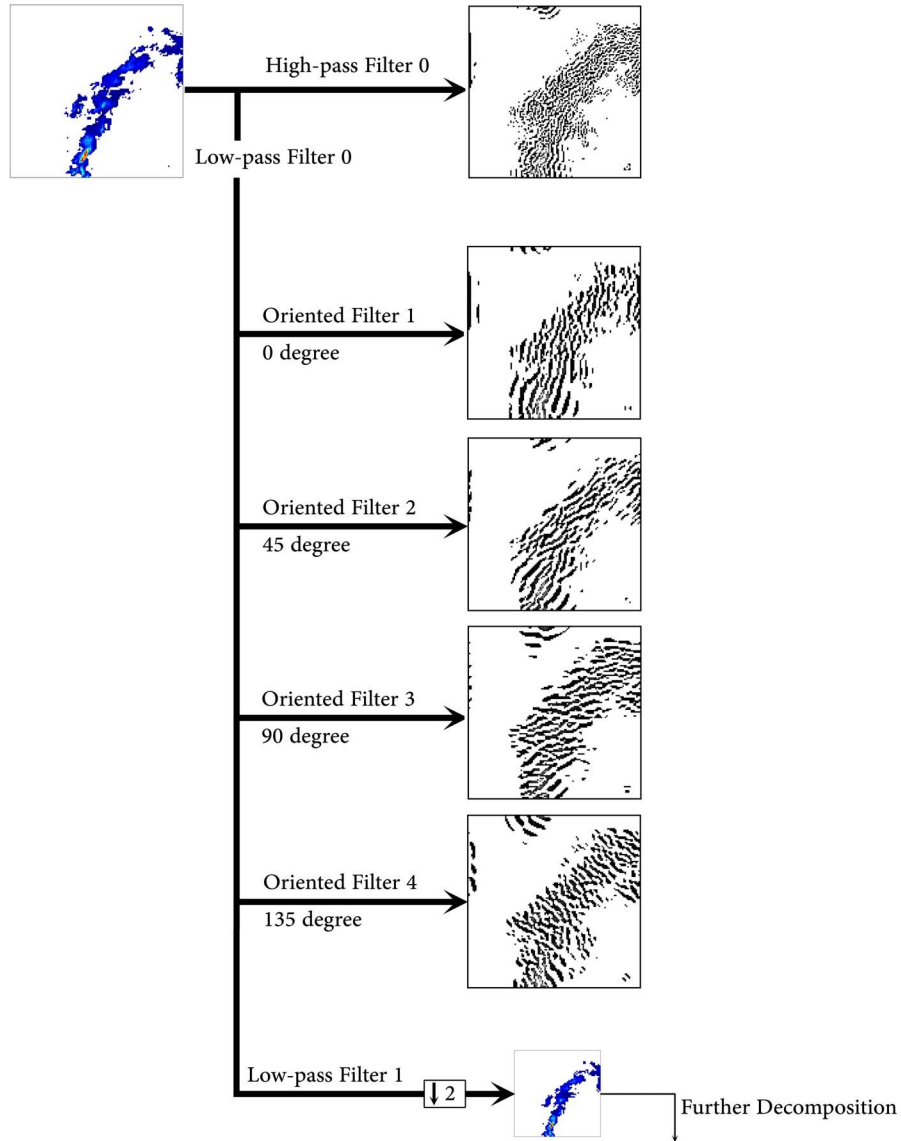 High-pass Filter 0
Low-pass Filter 0
Oriented Filter 1
0 degree
Oriented Filter 2
45 degree
Oriented Filter 3
90 degree
Oriented Filter 4
135 degree
Low-pass Filter 1
↓ 2
Further Decomposition